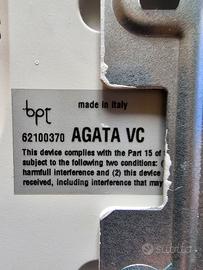 bpt
made in Italy
62100370 AGATA VC
This device complies with the Part 15 of
subject to the following two conditions: (
harmfull interference and (2) this device
received, including interference that may
subito